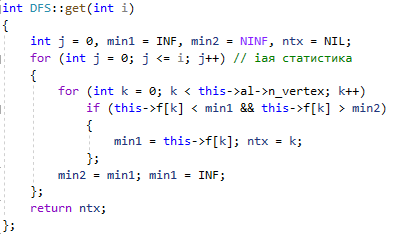 int DFS::get(int i)
{
int j = 0, min1 = INF, min2 = NINF, ntx = NIL;
for (int j = 0; j <= i; j++) // iая статистика
{
for (int k = 0; k < this->al->n_vertex; k++)
if (this->f[k] < min1 && this->f[k] > min2)
{
min1 = this->f[k]; ntx = k;
};
min2 = min1; min1 = INF;
};
return ntx;
};